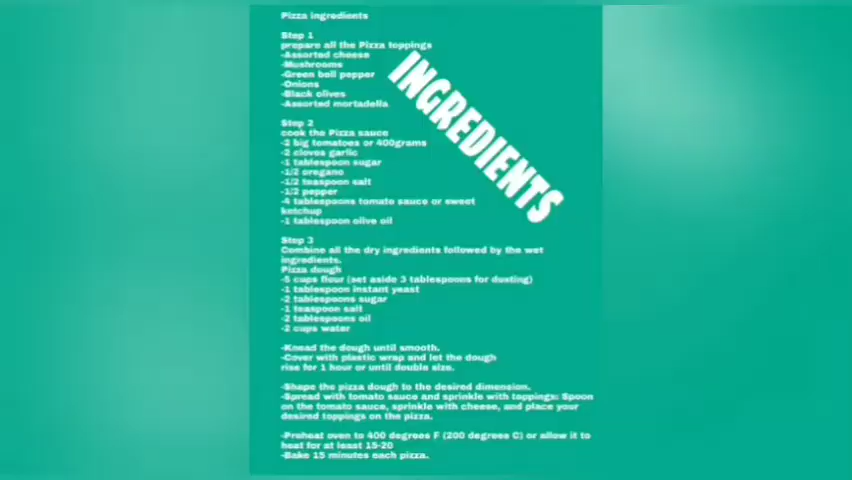 Pizza ingredients
Step 1
prepare all the Pizza toppings
-Assorted cheese
-Mushrooms
-Green bell pepper
-Onions
-Black olives
-Assorted mortadella
INGREDIENTS
Step 2
cook the Pizza sauce
-2 big tomatoes or 400grams
-2 cloves garlic
-1 tablespoon sugar
-1/2 oregano
-1/2 teaspoon salt
-1/2 pepper
-4 tablespoons tomato sauce or sweet
ketchup
-1 tablespoon olive oil
Step 3
Combine all the dry ingredients followed by the wet
ingredients.
Pizza dough
-5 cups flour (set aside 3 tablespoons for dusting)
-1 tablespoon instant yeast
-2 tablespoons sugar
-1 teaspoon salt
-2 tablespoons oil
-2 cups water
-Knead the dough until smooth.
-Cover with plastic wrap and let the dough
rise for 1 hour or until double size.
-Shape the pizza dough to the desired dimension.
-Spread with tomato sauce and sprinkle with toppings: Spoon
on the tomato sauce, sprinkle with cheese, and place your
desired toppings on the pizza.
-Preheat oven to 400 degrees F (200 degrees C) or allow it to
heat for at least 15-20
-Bake 15 minutes each pizza.